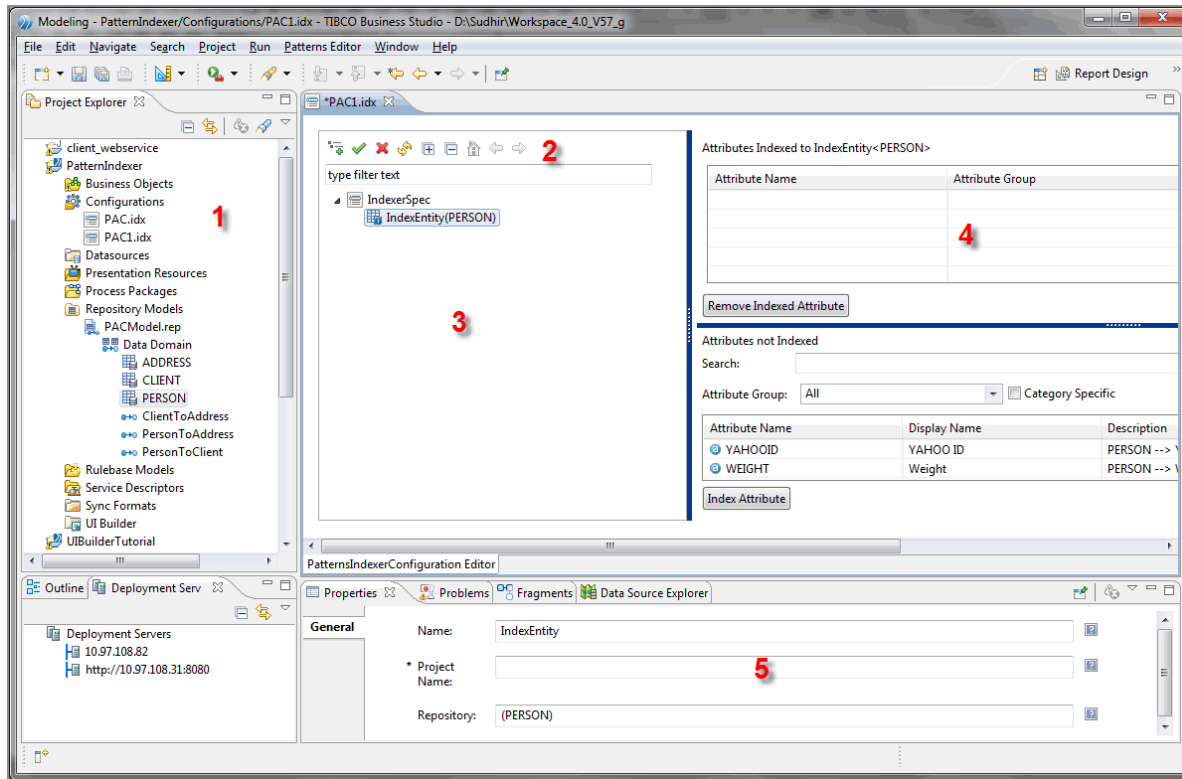 Modeling - PatternIndexer/Configurations/PAC1.idx - TIBCO Business Studio - D:\Sudhir\Workspace_4.0_V57_g
File Edit Navigate Search Project Run Patterns Editor Window Help
Report Design
Project Explorer
client_webservice
PatternIndexer
Business Objects
Configurations
PAC.idx
PAC1.idx
Datasources
Presentation Resources
Process Packages
Repository Models
PACModel.rep
Data Domain
ADDRESS
CLIENT
PERSON
ClientToAddress
PersonToAddress
PersonToClient
Rulebase Models
Service Descriptors
Sync Formats
UI Builder
UIBuilderTutorial
1
*PAC1.idx
2
type filter text
IndexerSpec
IndexEntity(PERSON)
3
Attributes Indexed to IndexEntity<PERSON>
Attribute Name Attribute Group
4
Remove Indexed Attribute
Attributes not Indexed
Search:
Attribute Group: All Category Specific
Attribute Name Display Name Description
YAHOOID YAHOO ID PERSON -->
WEIGHT Weight PERSON -->
Index Attribute
PatternsIndexerConfiguration Editor
Outline Deployment Serv
Deployment Servers
10.97.108.82
http://10.97.108.31:8080
Properties Problems Fragments Data Source Explorer
General
Name: IndexEntity
* Project Name:
5
Repository: (PERSON)